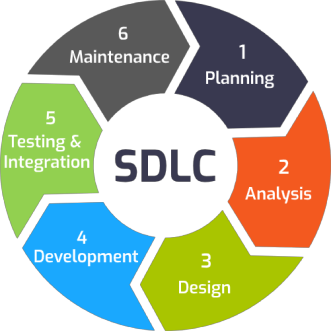 1
Planning
2
Analysis
3
Design
4
Development
5
Testing &
Integration
6
Maintenance
SDLC